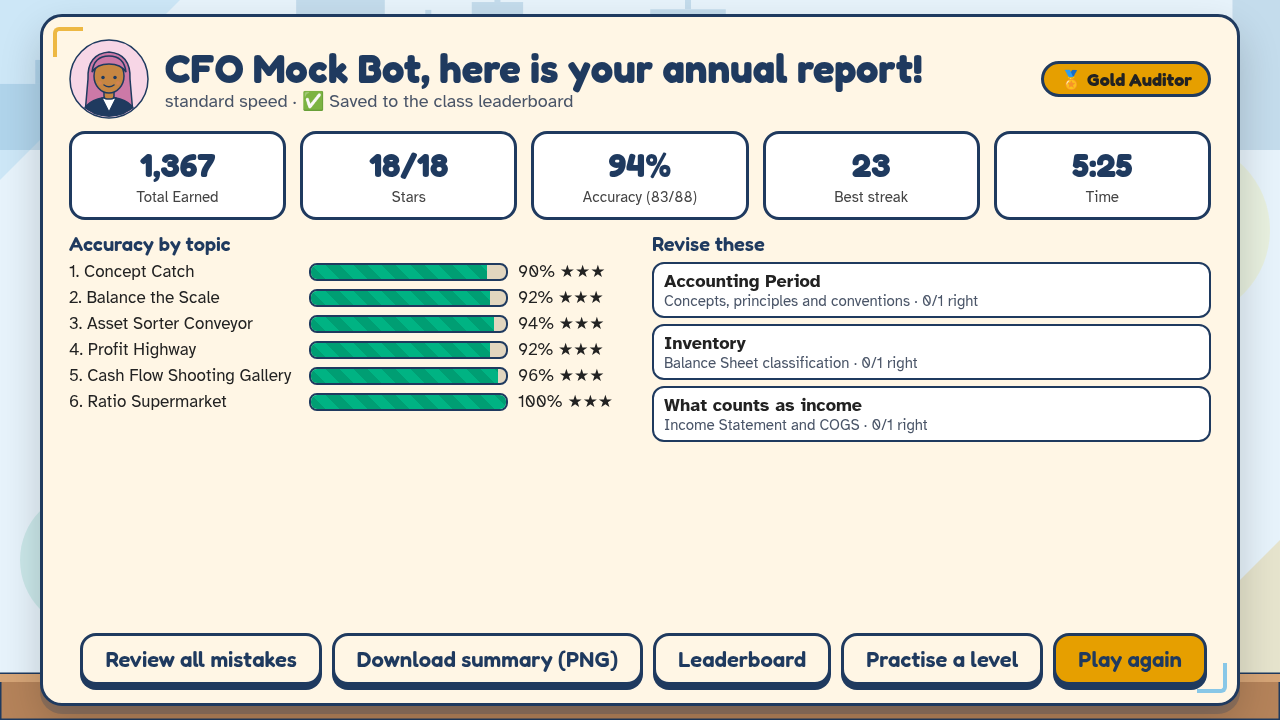 CFO Mock Bot, here is your annual report!
standard speed · ✅ Saved to the class leaderboard
🏅 Gold Auditor
1,367
Total Earned
18/18
Stars
94%
Accuracy (83/88)
23
Best streak
5:25
Time
Accuracy by topic
1. Concept Catch 90% ★★★
2. Balance the Scale 92% ★★★
3. Asset Sorter Conveyor 94% ★★★
4. Profit Highway 92% ★★★
5. Cash Flow Shooting Gallery 96% ★★★
6. Ratio Supermarket 100% ★★★
Revise these
Accounting Period
Concepts, principles and conventions · 0/1 right
Inventory
Balance Sheet classification · 0/1 right
What counts as income
Income Statement and COGS · 0/1 right
Review all mistakes
Download summary (PNG)
Leaderboard
Practise a level
Play again